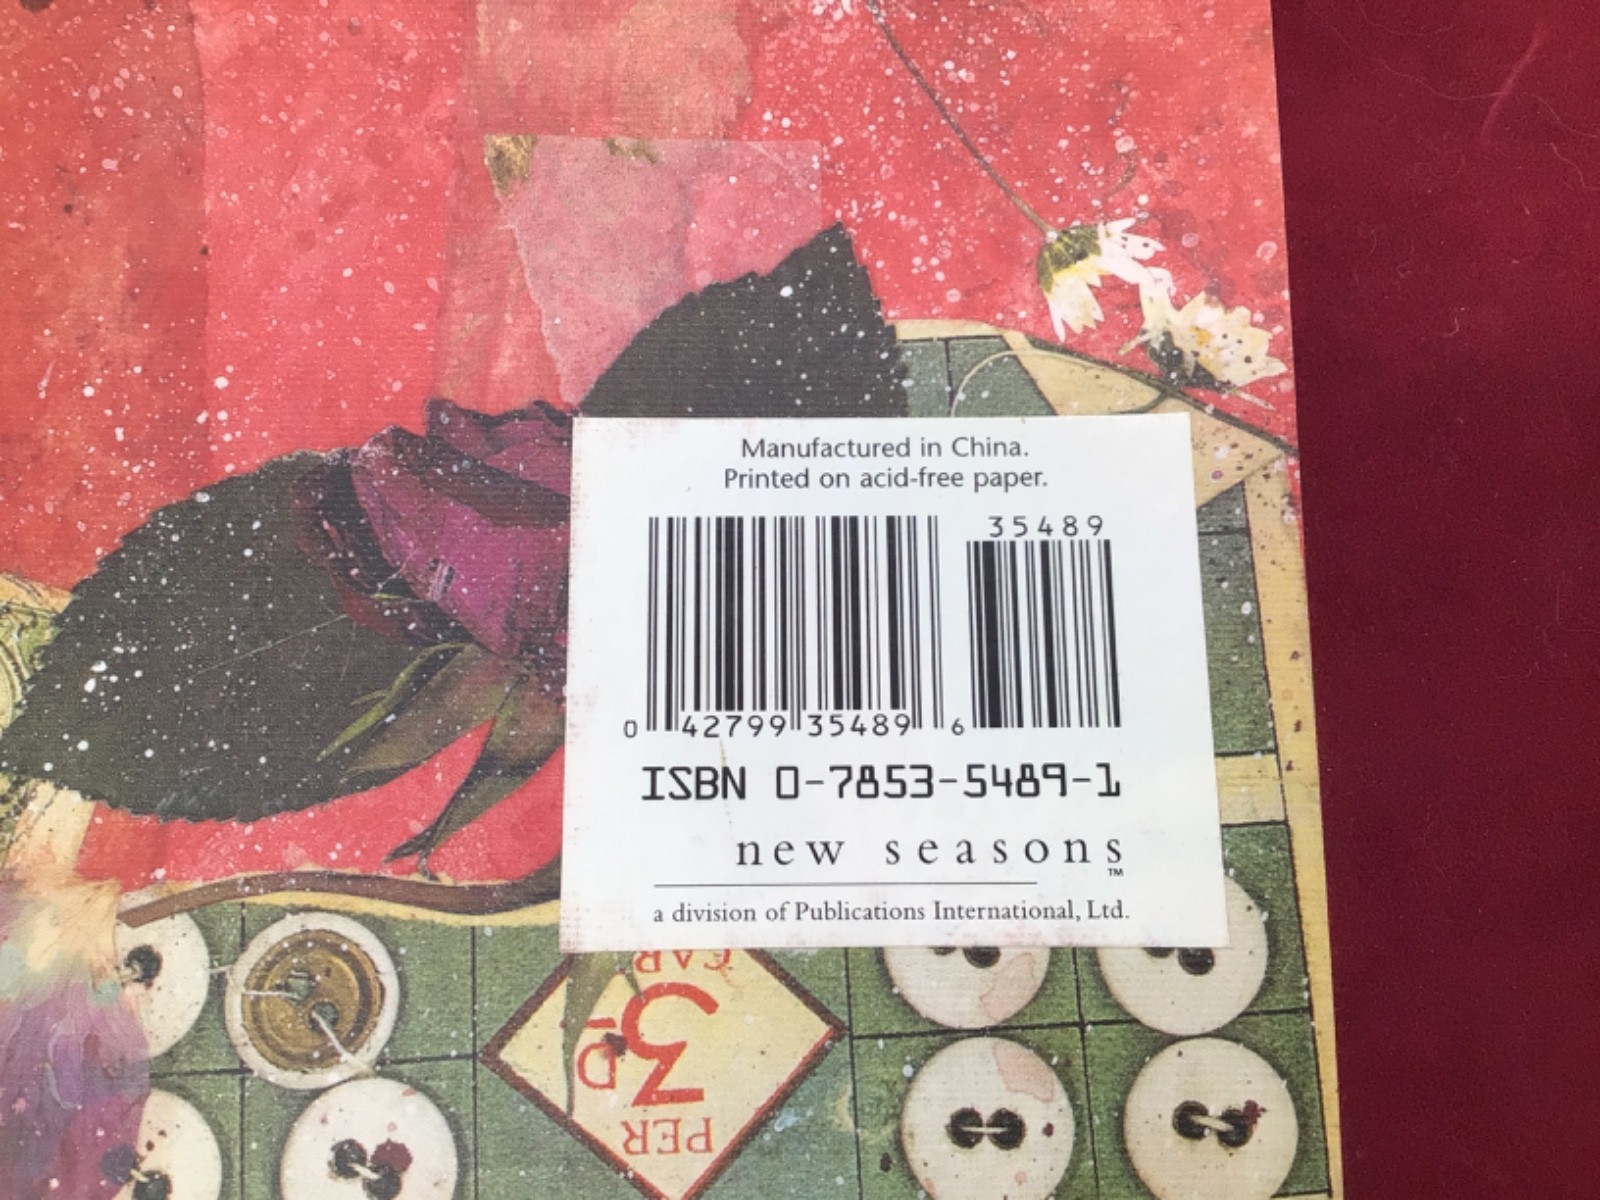 Manufactured in China.
Printed on acid-free paper.
35489
0 42799 35489 6
ISBN 0-7853-5489-1
new seasons
™
a division of Publications International, Ltd.
CAR
3D
PER